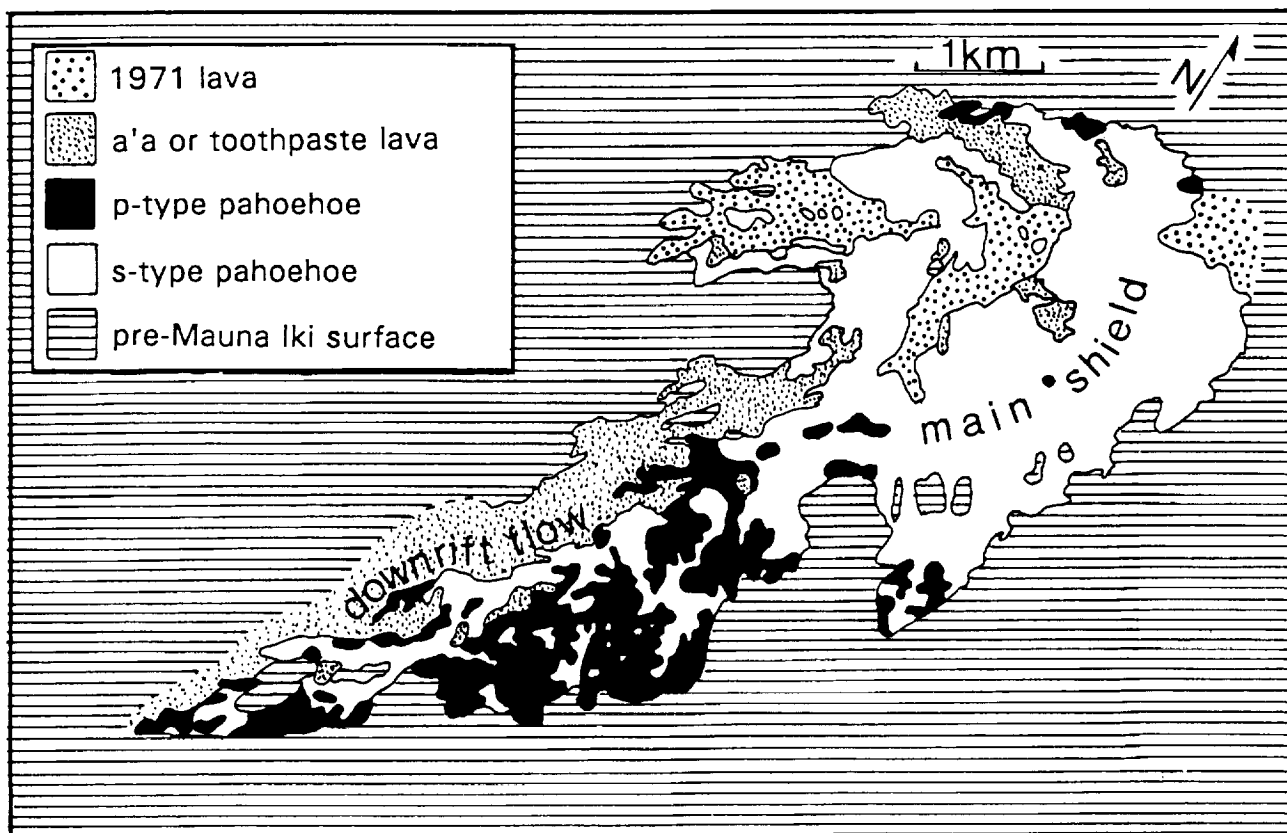 1971 lava
a'a or toothpaste lava
p-type pahoehoe
s-type pahoehoe
pre-Mauna Iki surface
1km
N
main shield
downrift flow